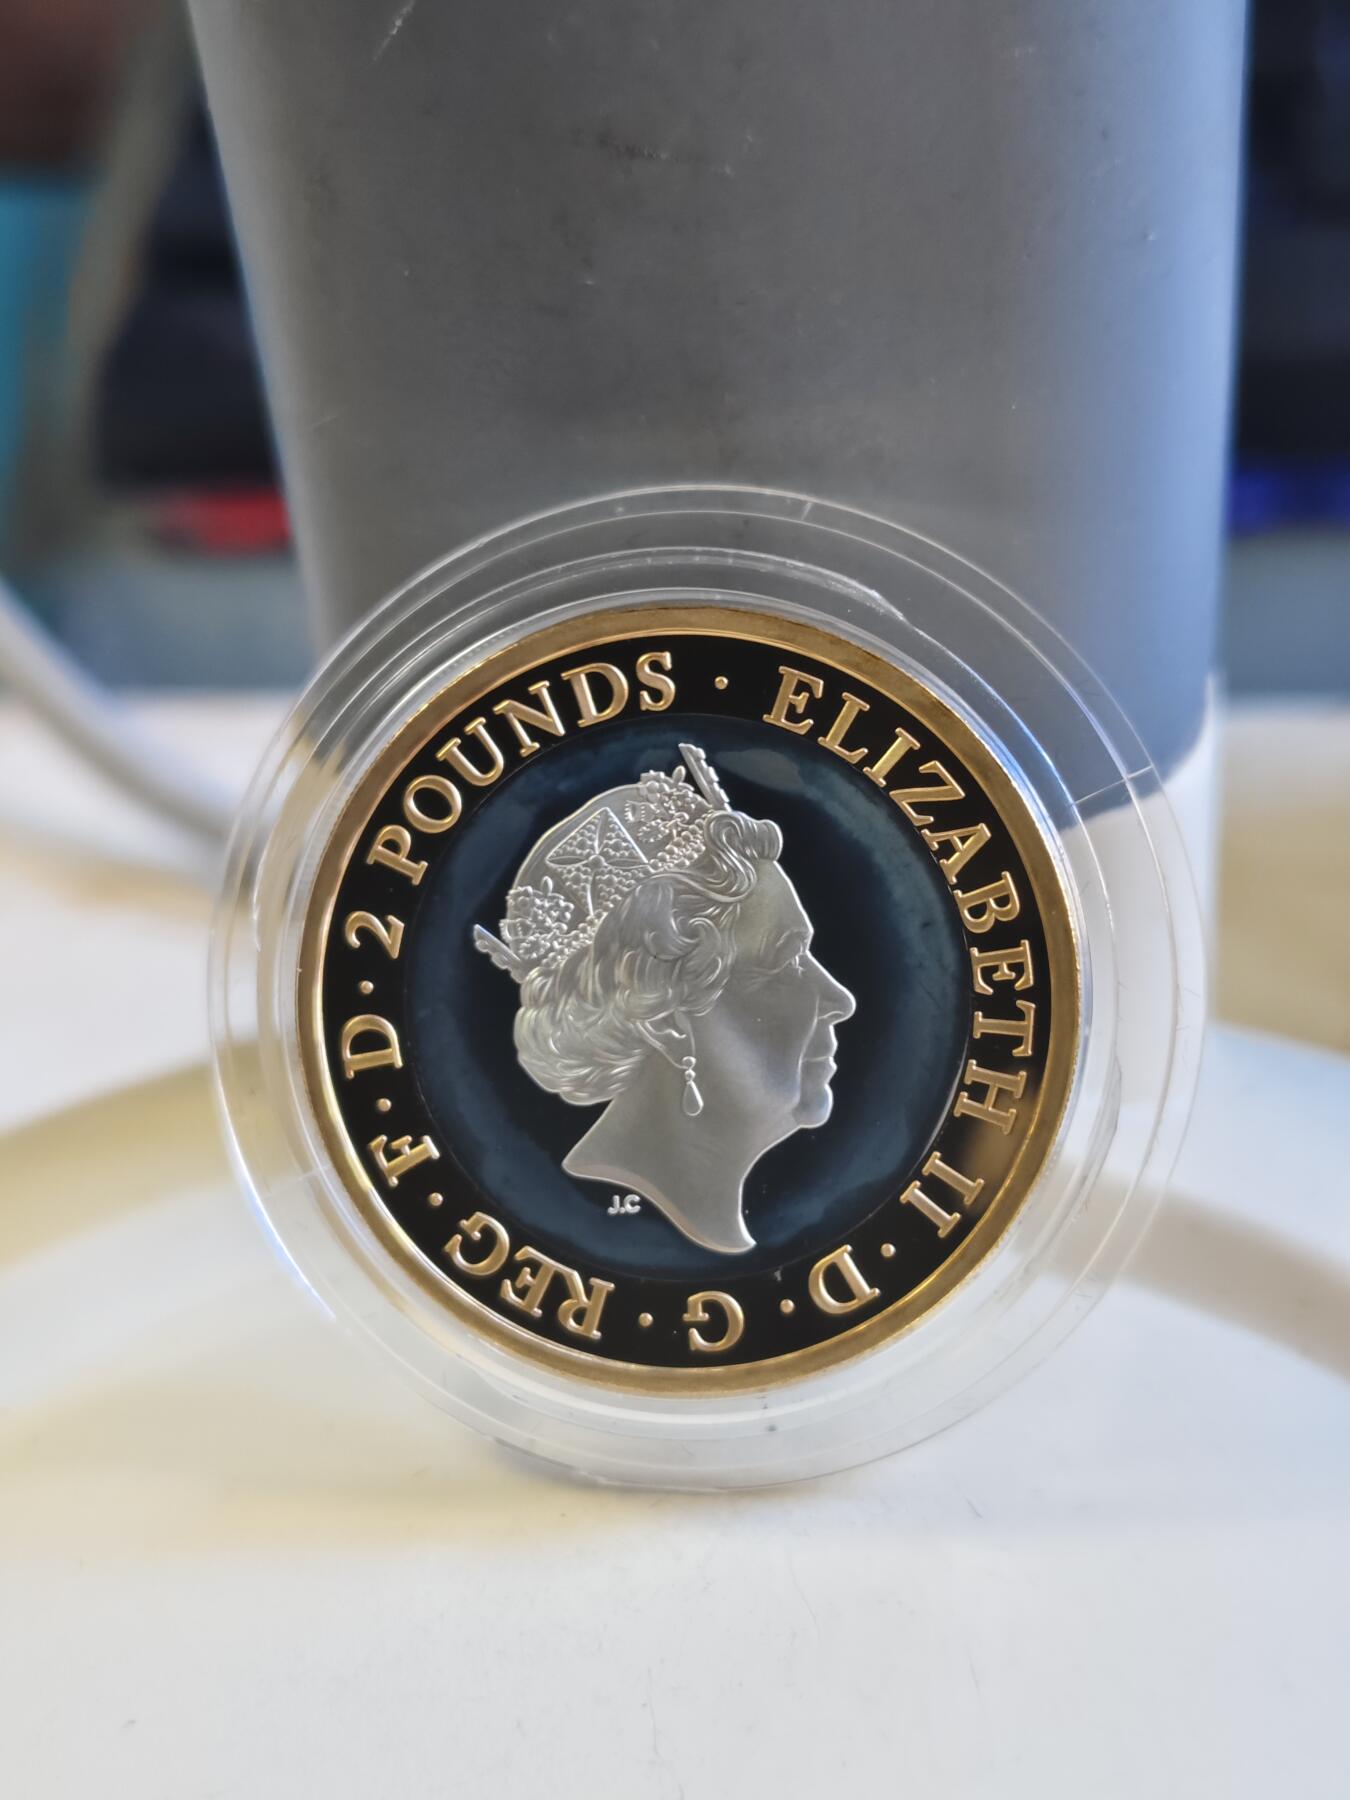 ELIZABETH II · D · G · REG · F · D · 2 POUNDS ·
J.C